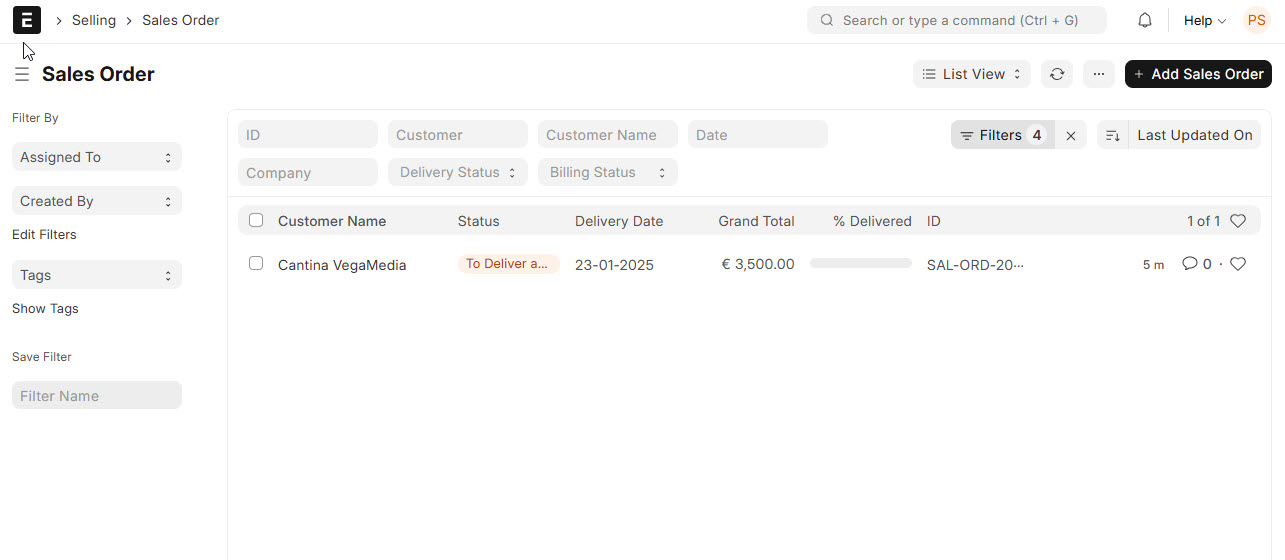 E Selling Sales Order Search or type a command (Ctrl + G) Help PS
Sales Order List View ··· + Add Sales Order
Filter By
Assigned To
Created By
Edit Filters
Tags
Show Tags
Save Filter
Filter Name
ID Customer Customer Name Date Filters 4 Last Updated On
Company Delivery Status Billing Status
Customer Name Status Delivery Date Grand Total % Delivered ID 1 of 1
Cantina VegaMedia To Deliver a... 23-01-2025 € 3,500.00 SAL-ORD-20··· 5 m 0 ·